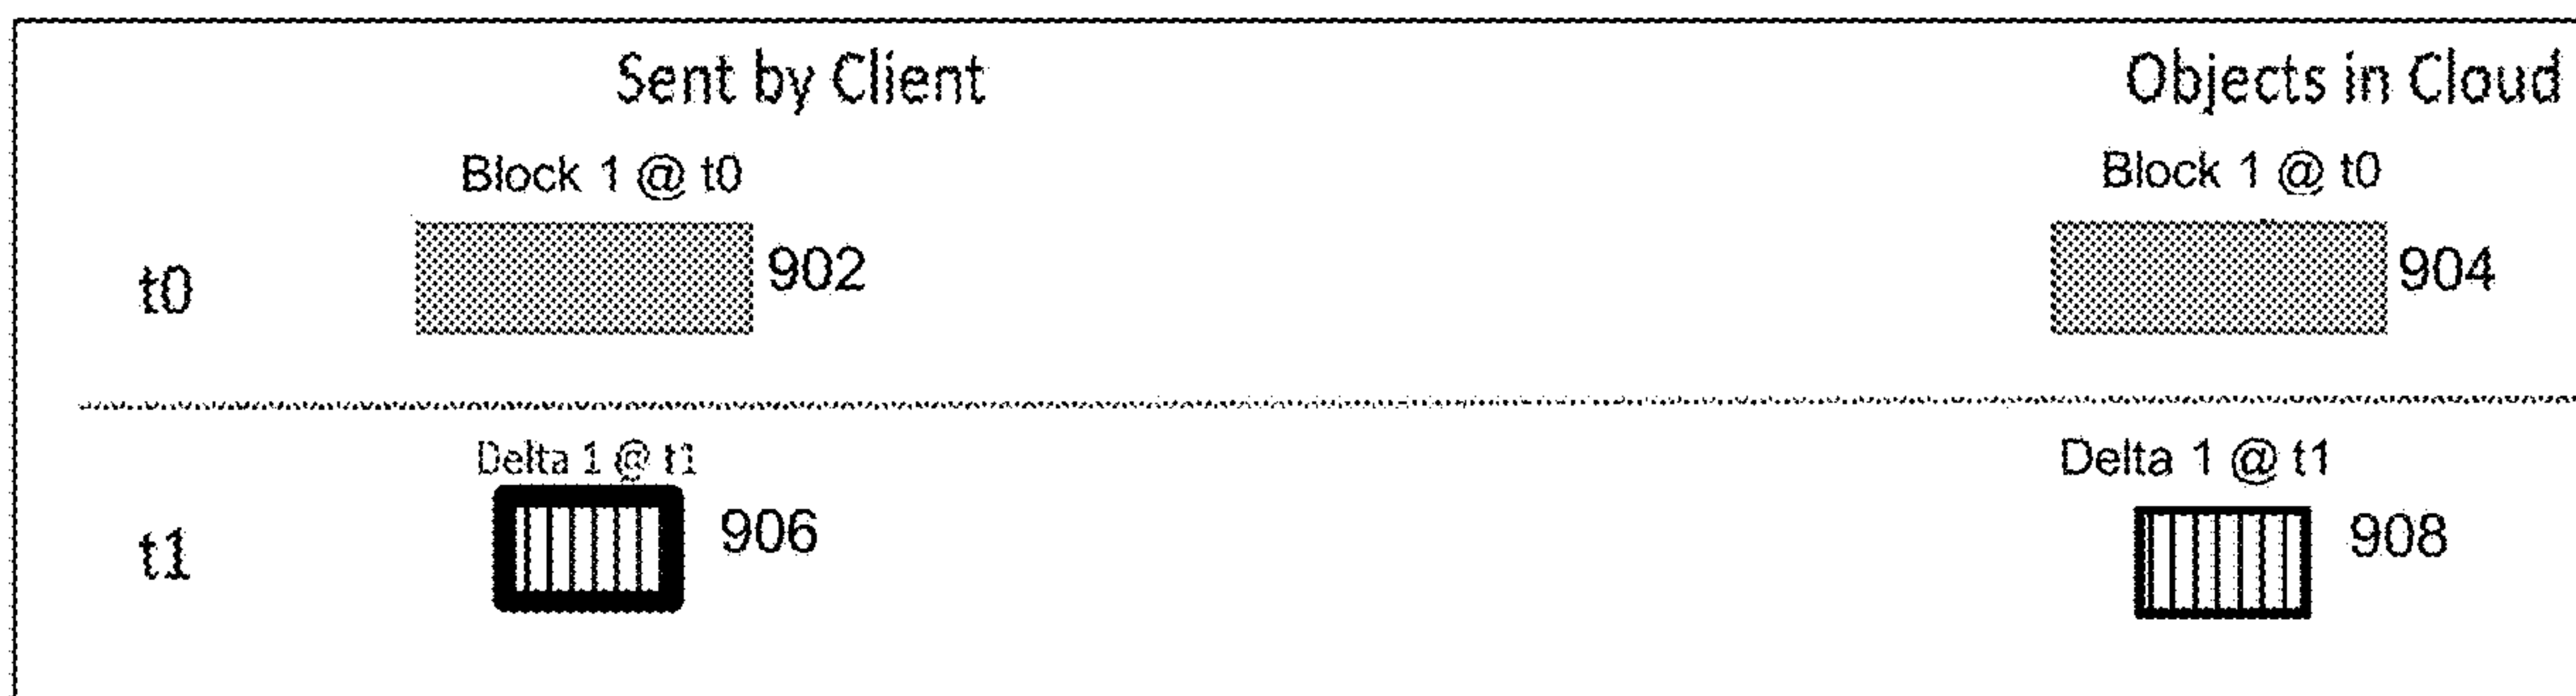 Sent by Client Objects in Cloud
Block 1 @ t0 Block 1 @ t0
t0 902 904
Delta 1 @ t1 Delta 1 @ t1
t1 906 908